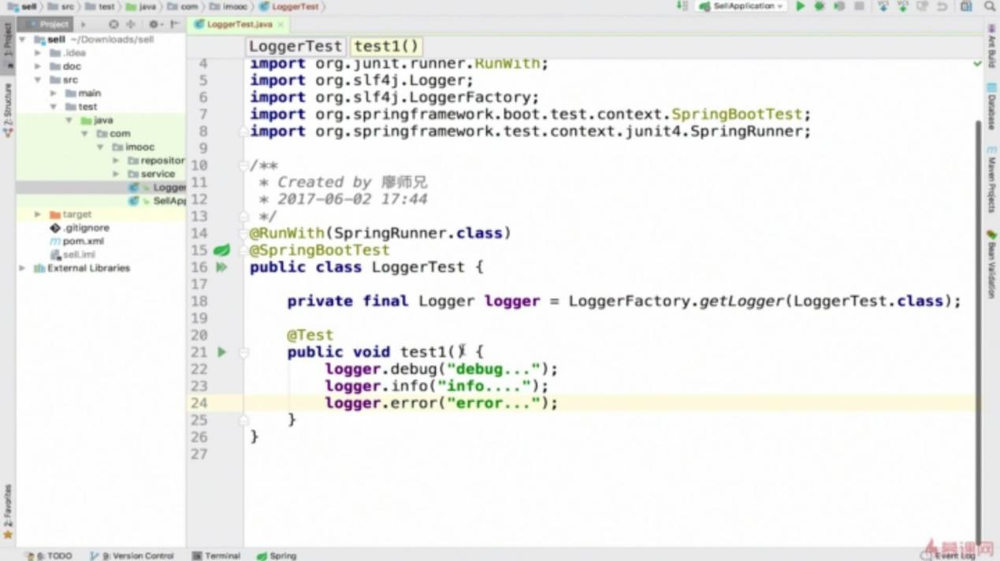 sell src test java com imooc LoggerTest
SellApplication
Project
LoggerTest.java
1: Project
sell ~/Downloads/sell
.idea
doc
src
main
test
java
com
imooc
repositor
service
Logger
SellApp
target
.gitignore
pom.xml
sell.iml
External Libraries
2: Structure
2: Favorites
LoggerTest test1()
4 import org.junit.runner.RunWith;
5 import org.slf4j.Logger;
6 import org.slf4j.LoggerFactory;
7 import org.springframework.boot.test.context.SpringBootTest;
8 import org.springframework.test.context.junit4.SpringRunner;
9
10 /**
11 * Created by 廖师兄
12 * 2017-06-02 17:44
13 */
14 @RunWith(SpringRunner.class)
15 @SpringBootTest
16 public class LoggerTest {
17
18 private final Logger logger = LoggerFactory.getLogger(LoggerTest.class);
19
20 @Test
21 public void test1() {
22 logger.debug("debug...");
23 logger.info("info....");
24 logger.error("error...");
25 }
26 }
27
Ant Build
Database
Maven Projects
Bean Validation
6: TODO 9: Version Control Terminal Spring Event Log
慕课网